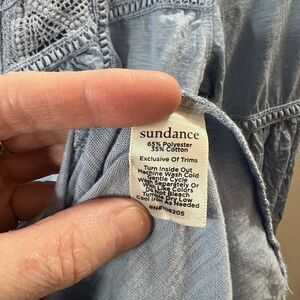 sundance
65% Polyester
35% Cotton
Exclusive Of Trims
Turn Inside Out
Machine Wash Cold
Gentle Cycle
Wash Separately Or
With Like Colors
Do Not Bleach
Tumble Dry Low
Cool Iron As Needed